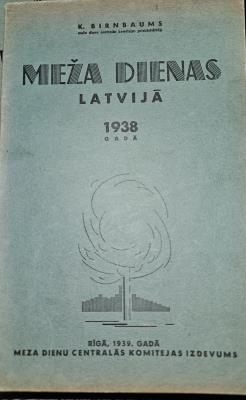 K. BIRNBAUMS
MEŽA DIENAS
LATVIJĀ
1938
GADĀ
RĪGĀ, 1939. GADĀ
MEŽA DIENU CENTRALĀS KOMITEJAS IZDEVUMS